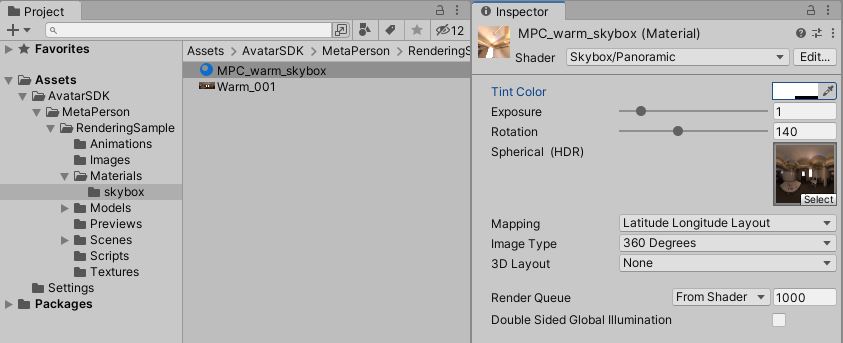 Project
12
Favorites
Assets
AvatarSDK
MetaPerson
RenderingSample
Animations
Images
Materials
skybox
Models
Previews
Scenes
Scripts
Textures
Settings
Packages
Assets > AvatarSDK > MetaPerson > RenderingS
MPC_warm_skybox
Warm_001
Inspector
MPC_warm_skybox (Material)
Shader Skybox/Panoramic Edit...
Tint Color
Exposure 1
Rotation 140
Spherical (HDR)
Select
Mapping Latitude Longitude Layout
Image Type 360 Degrees
3D Layout None
Render Queue From Shader 1000
Double Sided Global Illumination